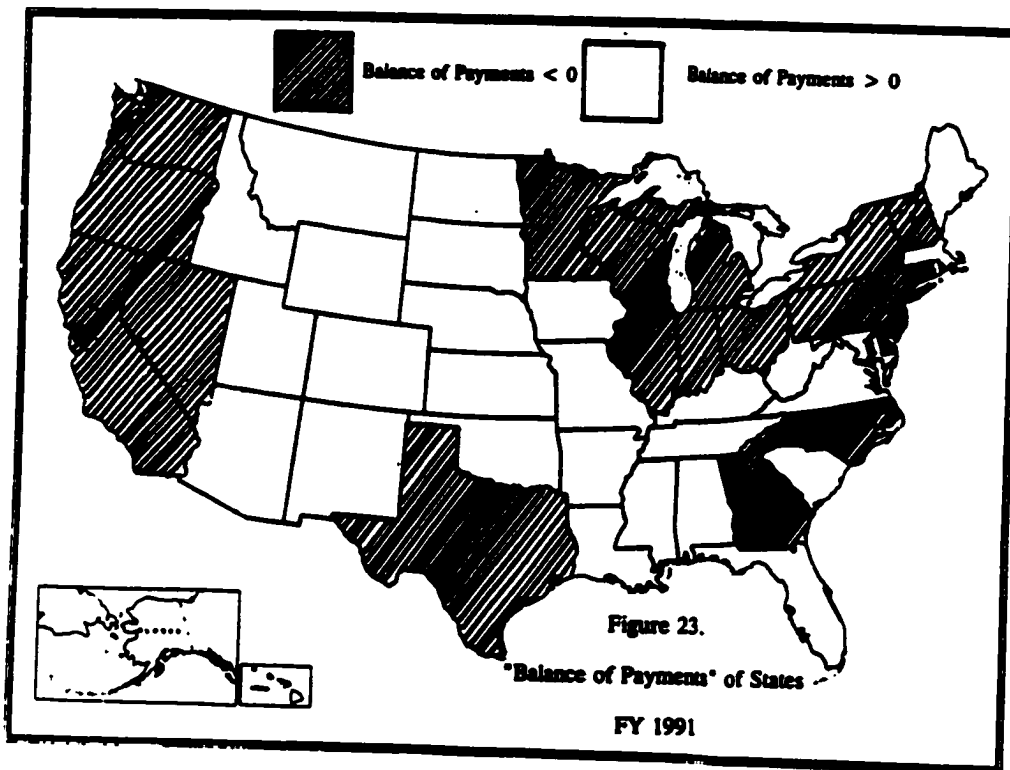 Balance of Payments < 0
Balance of Payments > 0
Figure 23.
"Balance of Payments" of States
FY 1991